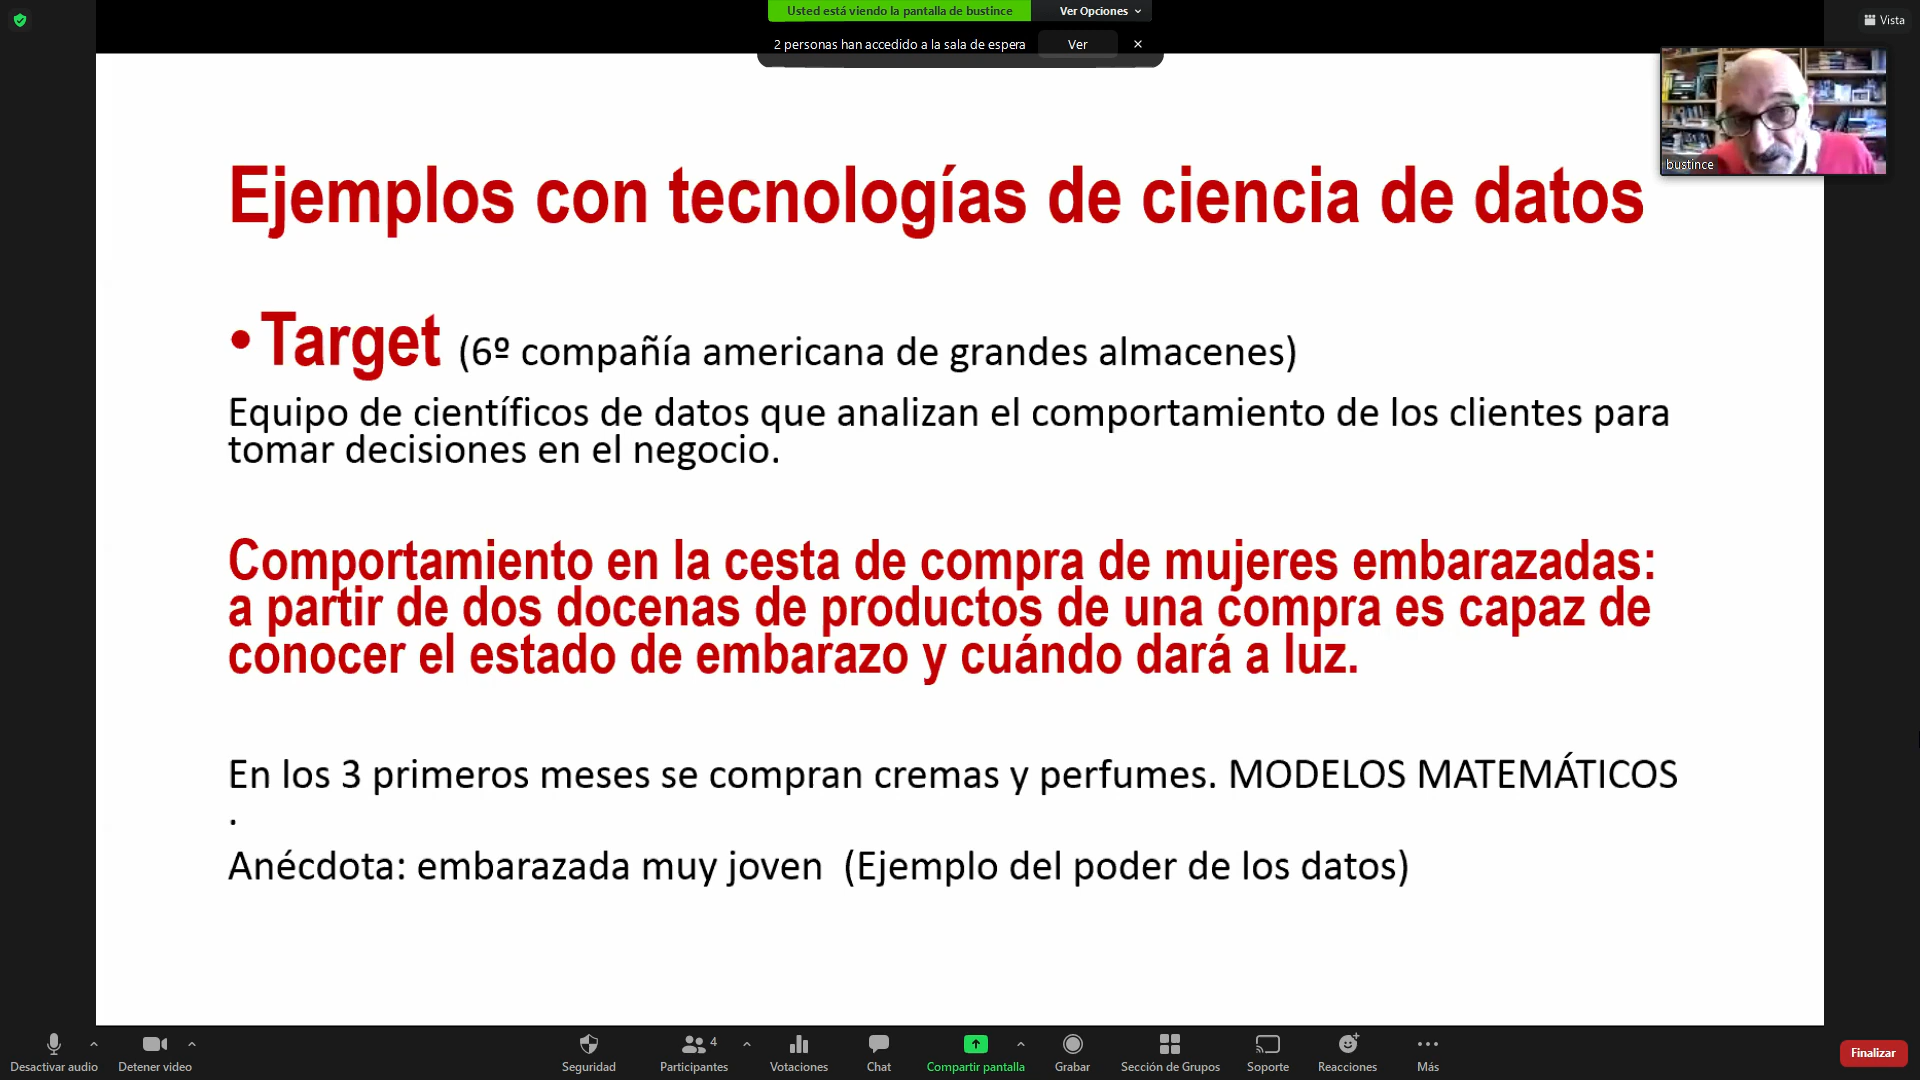 Usted está viendo la pantalla de bustince
Ver Opciones
Vista
2 personas han accedido a la sala de espera
Ver
bustince
Ejemplos con tecnologías de ciencia de datos
•Target (6º compañía americana de grandes almacenes)
Equipo de científicos de datos que analizan el comportamiento de los clientes para
tomar decisiones en el negocio.
Comportamiento en la cesta de compra de mujeres embarazadas:
a partir de dos docenas de productos de una compra es capaz de
conocer el estado de embarazo y cuándo dará a luz.
En los 3 primeros meses se compran cremas y perfumes. MODELOS MATEMÁTICOS
.
Anécdota: embarazada muy joven (Ejemplo del poder de los datos)
Desactivar audio
Detener video
Seguridad
4
Participantes
Votaciones
Chat
Compartir pantalla
Grabar
Sección de Grupos
Soporte
Reacciones
Más
Finalizar